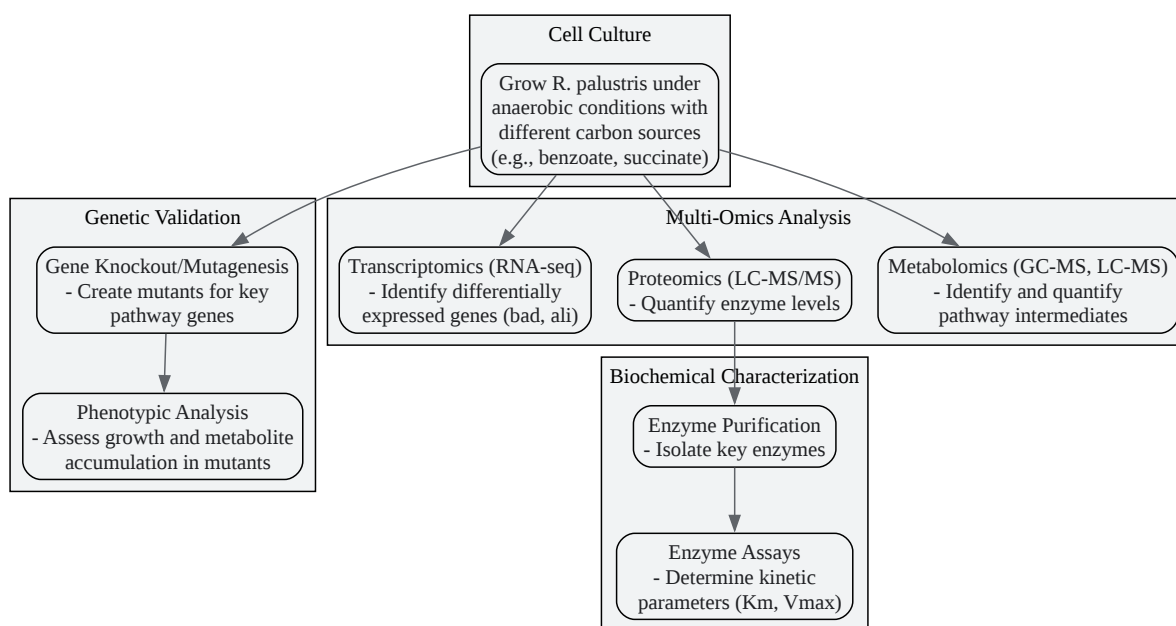 Cell Culture
Grow R. palustris under
anaerobic conditions with
different carbon sources
(e.g., benzoate, succinate)
Genetic Validation
Gene Knockout/Mutagenesis
- Create mutants for key
pathway genes
Phenotypic Analysis
- Assess growth and metabolite
accumulation in mutants
Multi-Omics Analysis
Transcriptomics (RNA-seq)
- Identify differentially
expressed genes (bad, ali)
Proteomics (LC-MS/MS)
- Quantify enzyme levels
Metabolomics (GC-MS, LC-MS)
- Identify and quantify
pathway intermediates
Biochemical Characterization
Enzyme Purification
- Isolate key enzymes
Enzyme Assays
- Determine kinetic
parameters (Km, Vmax)